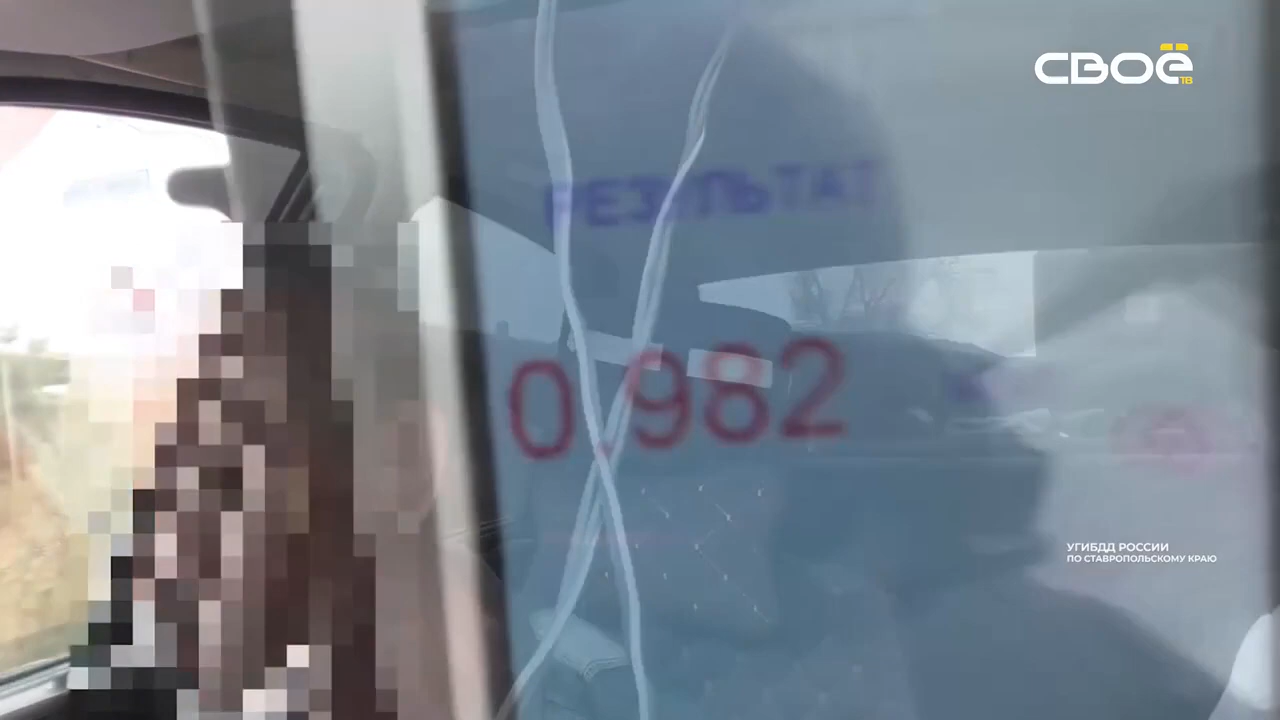 СВОЁ
ТВ
РЕЗУЛЬТАТ
0.982
УГИБДД РОССИИ
ПО СТАВРОПОЛЬСКОМУ КРАЮ